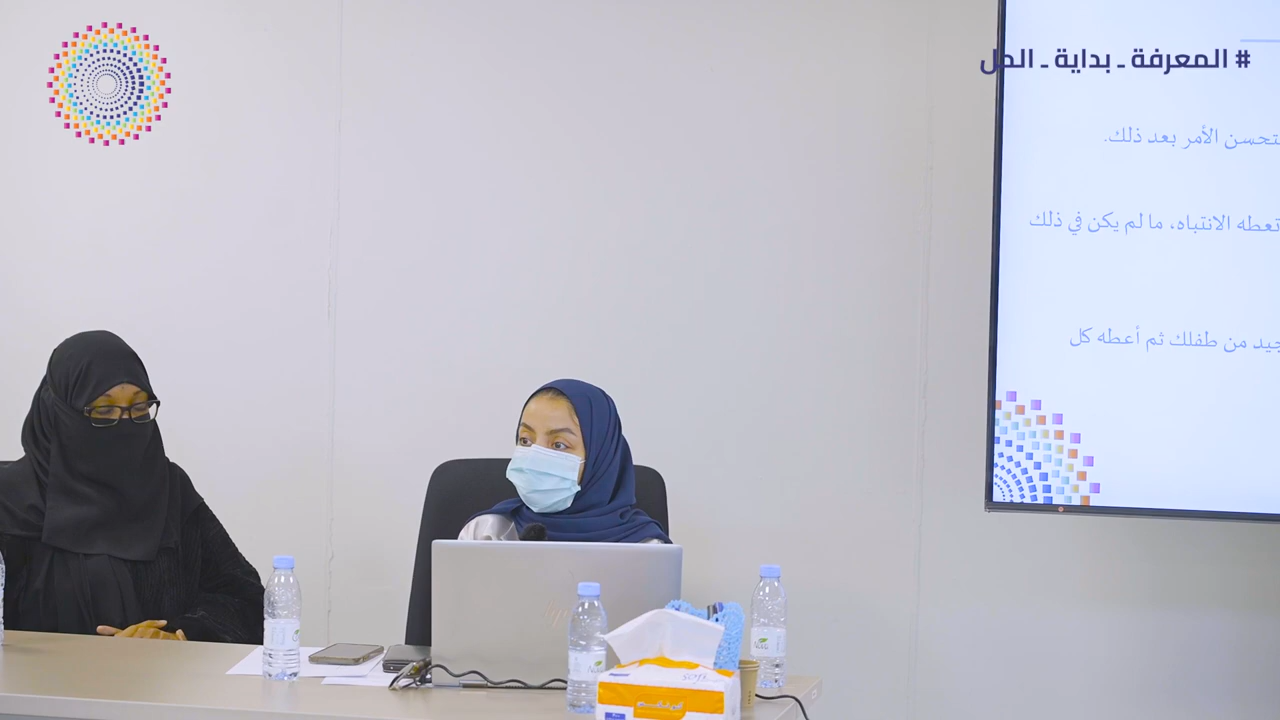 # المعرفة ـ بداية ـ الحل
تحسن الأمر بعد ذلك.
تعطه الانتباه، ما لم يكن في ذلك
جيد من طفلك ثم أعطه كل
hp